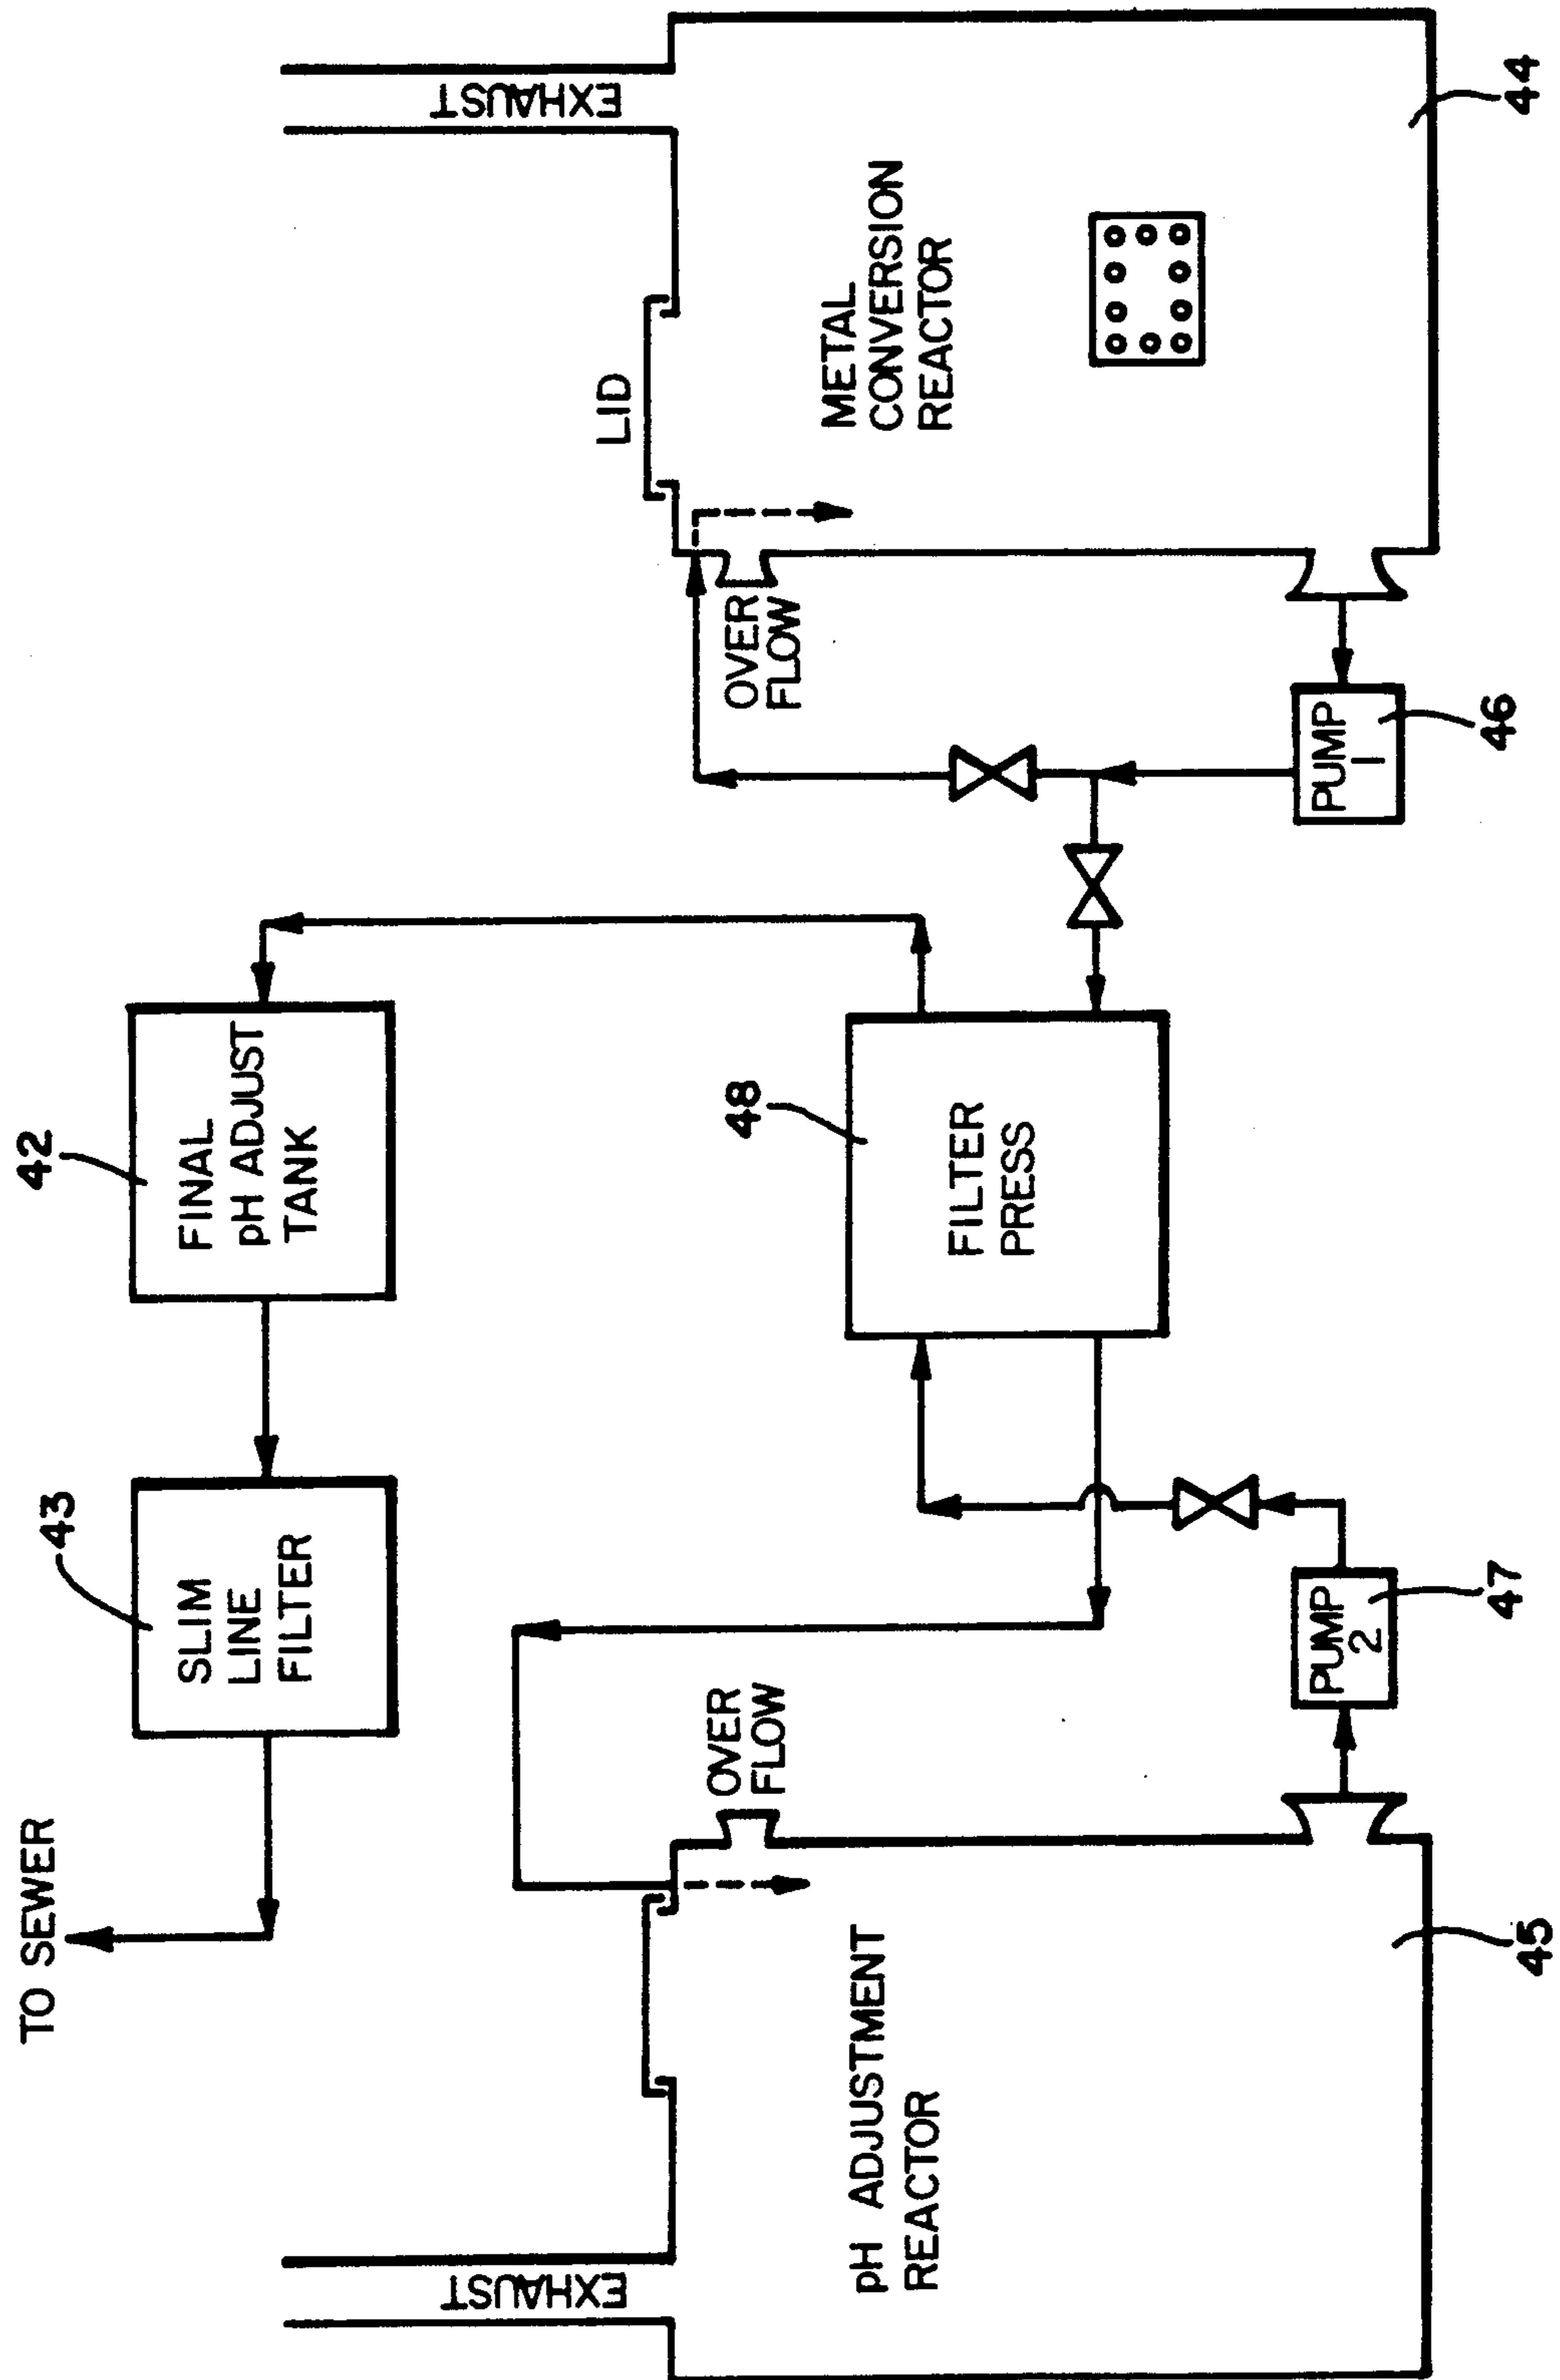 TO SEWER
43
SLIM
LINE
FILTER
42
FINAL
pH ADJUST
TANK
EXHAUST
EXHAUST
LID
OVER
FLOW
OVER
FLOW
48
FILTER
PRESS
pH ADJUSTMENT
REACTOR
METAL
CONVERSION
REACTOR
PUMP
2
47
PUMP
1
46
45
44